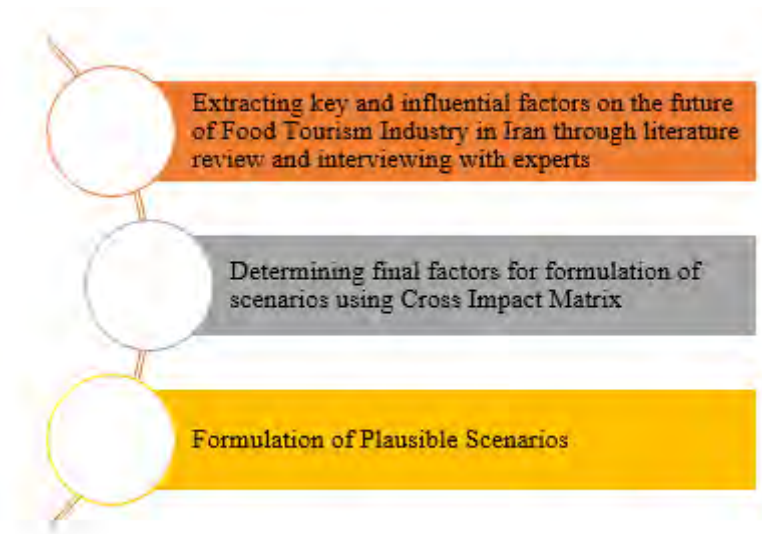 Extracting key and influential factors on the future
of Food Tourism Industry in Iran through literature
review and interviewing with experts
Determining final factors for formulation of
scenarios using Cross Impact Matrix
Formulation of Plausible Scenarios